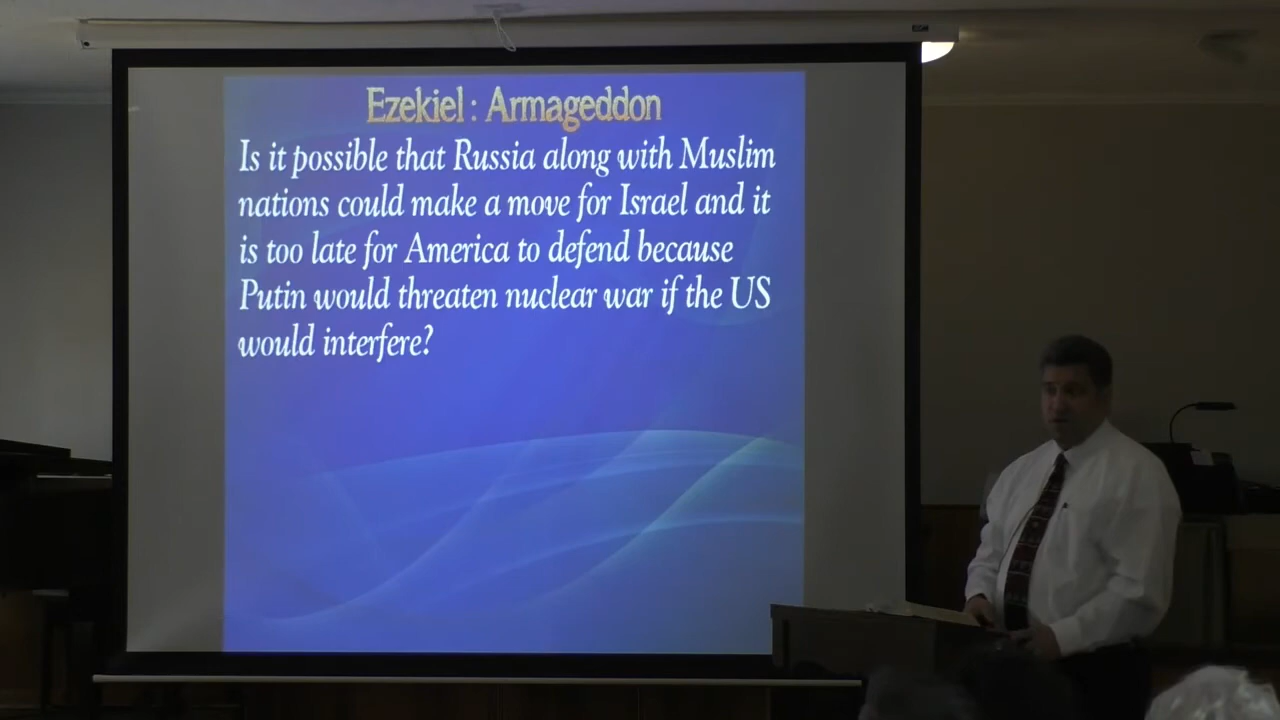 Ezekiel : Armageddon
Is it possible that Russia along with Muslim
nations could make a move for Israel and it
is too late for America to defend because
Putin would threaten nuclear war if the US
would interfere?